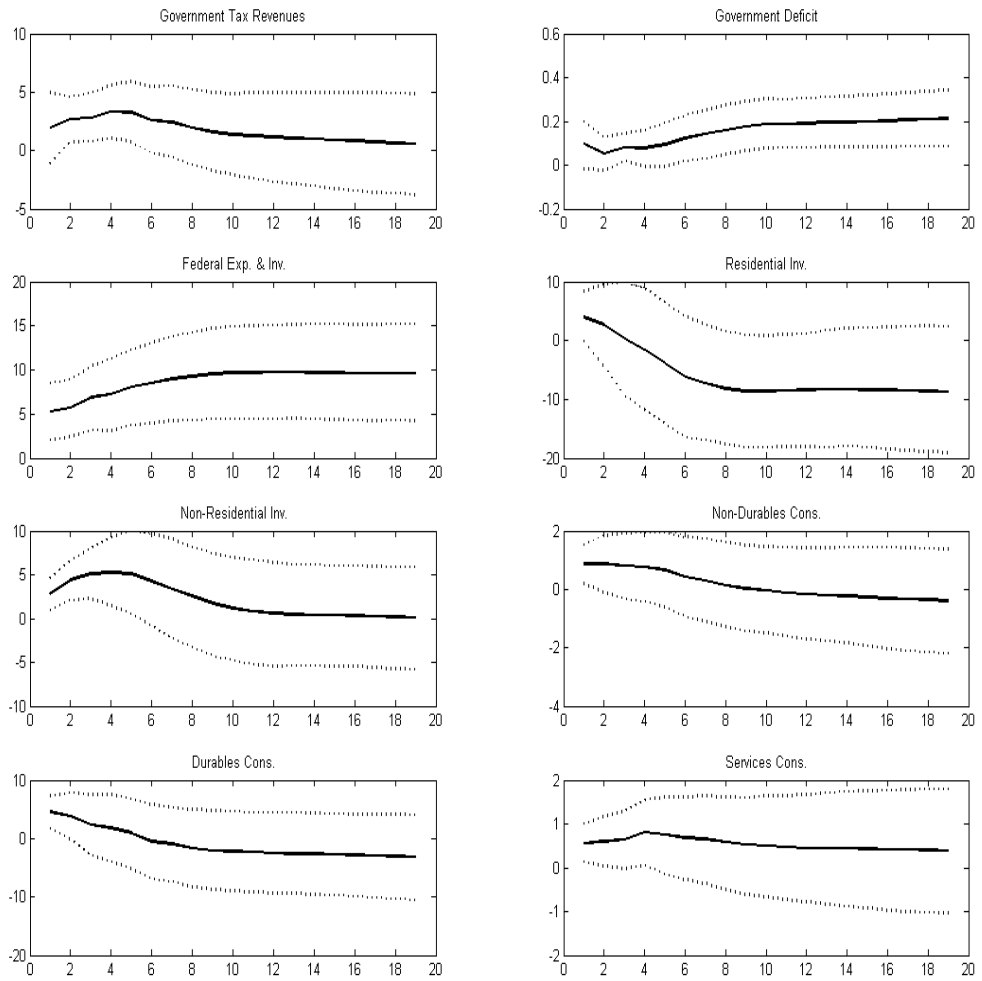 Government Tax Revenues
10
5
0
-5
0 2 4 6 8 10 12 14 16 18 20
Government Deficit
0.6
0.4
0.2
0
-0.2
0 2 4 6 8 10 12 14 16 18 20
Federal Exp. & Inv.
20
15
10
5
0
0 2 4 6 8 10 12 14 16 18 20
Residential Inv.
10
0
-10
-20
0 2 4 6 8 10 12 14 16 18 20
Non-Residential Inv.
10
5
0
-5
-10
0 2 4 6 8 10 12 14 16 18 20
Non-Durables Cons.
2
0
-2
-4
0 2 4 6 8 10 12 14 16 18 20
Durables Cons.
10
0
-10
-20
0 2 4 6 8 10 12 14 16 18 20
Services Cons.
2
1
0
-1
-2
0 2 4 6 8 10 12 14 16 18 20